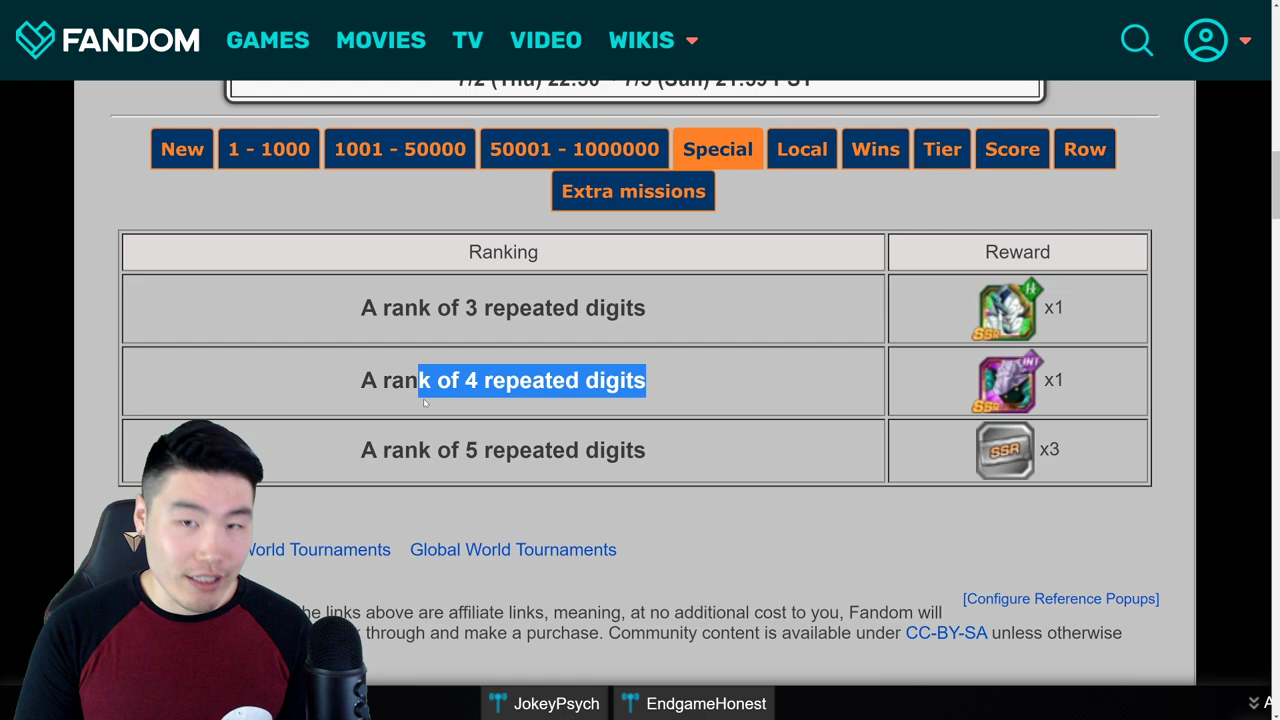 FANDOM GAMES MOVIES TV VIDEO WIKIS
New 1 - 1000 1001 - 50000 50001 - 1000000 Special Local Wins Tier Score Row
Extra missions
Ranking Reward
A rank of 3 repeated digits SSR x1
A rank of 4 repeated digits INT SSR x1
A rank of 5 repeated digits SSR x3
World Tournaments Global World Tournaments
[Configure Reference Popups]
the links above are affiliate links, meaning, at no additional cost to you, Fandom will
through and make a purchase. Community content is available under CC-BY-SA unless otherwise
JokeyPsych EndgameHonest